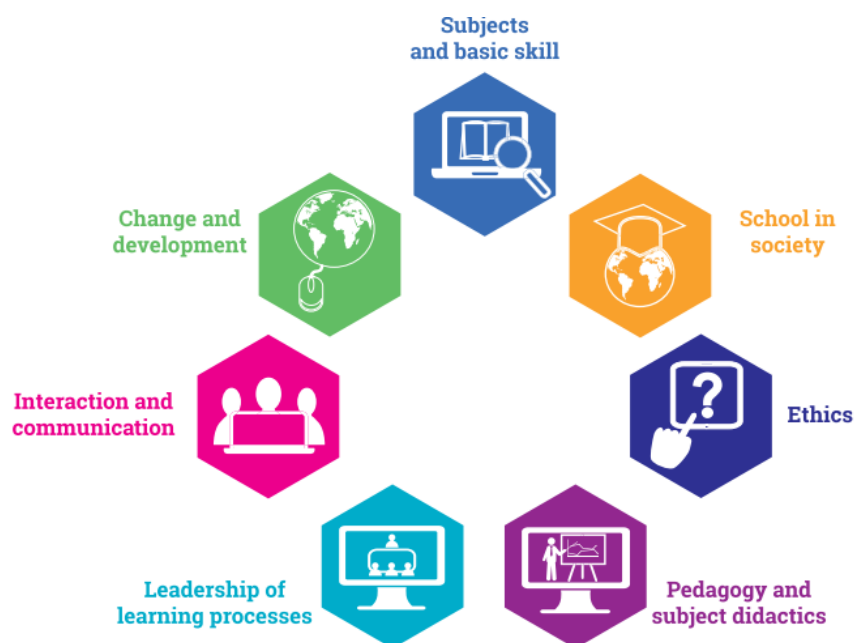 Subjects
and basic skill
Change and
development
School in
society
Interaction and
communication
Ethics
?
Leadership of
learning processes
Pedagogy and
subject didactics